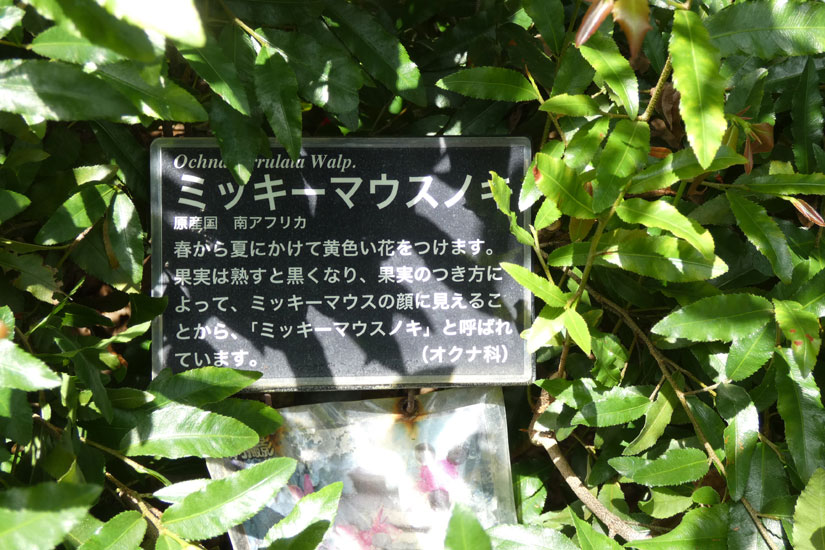 Ochna serrulata Walp.
ミッキーマウスノキ
原産国　南アフリカ
春から夏にかけて黄色い花をつけます。
果実は熟すと黒くなり、果実のつき方に
よって、ミッキーマウスの顔に見えるこ
とから、「ミッキーマウスノキ」と呼ばれ
ています。　（オクナ科）